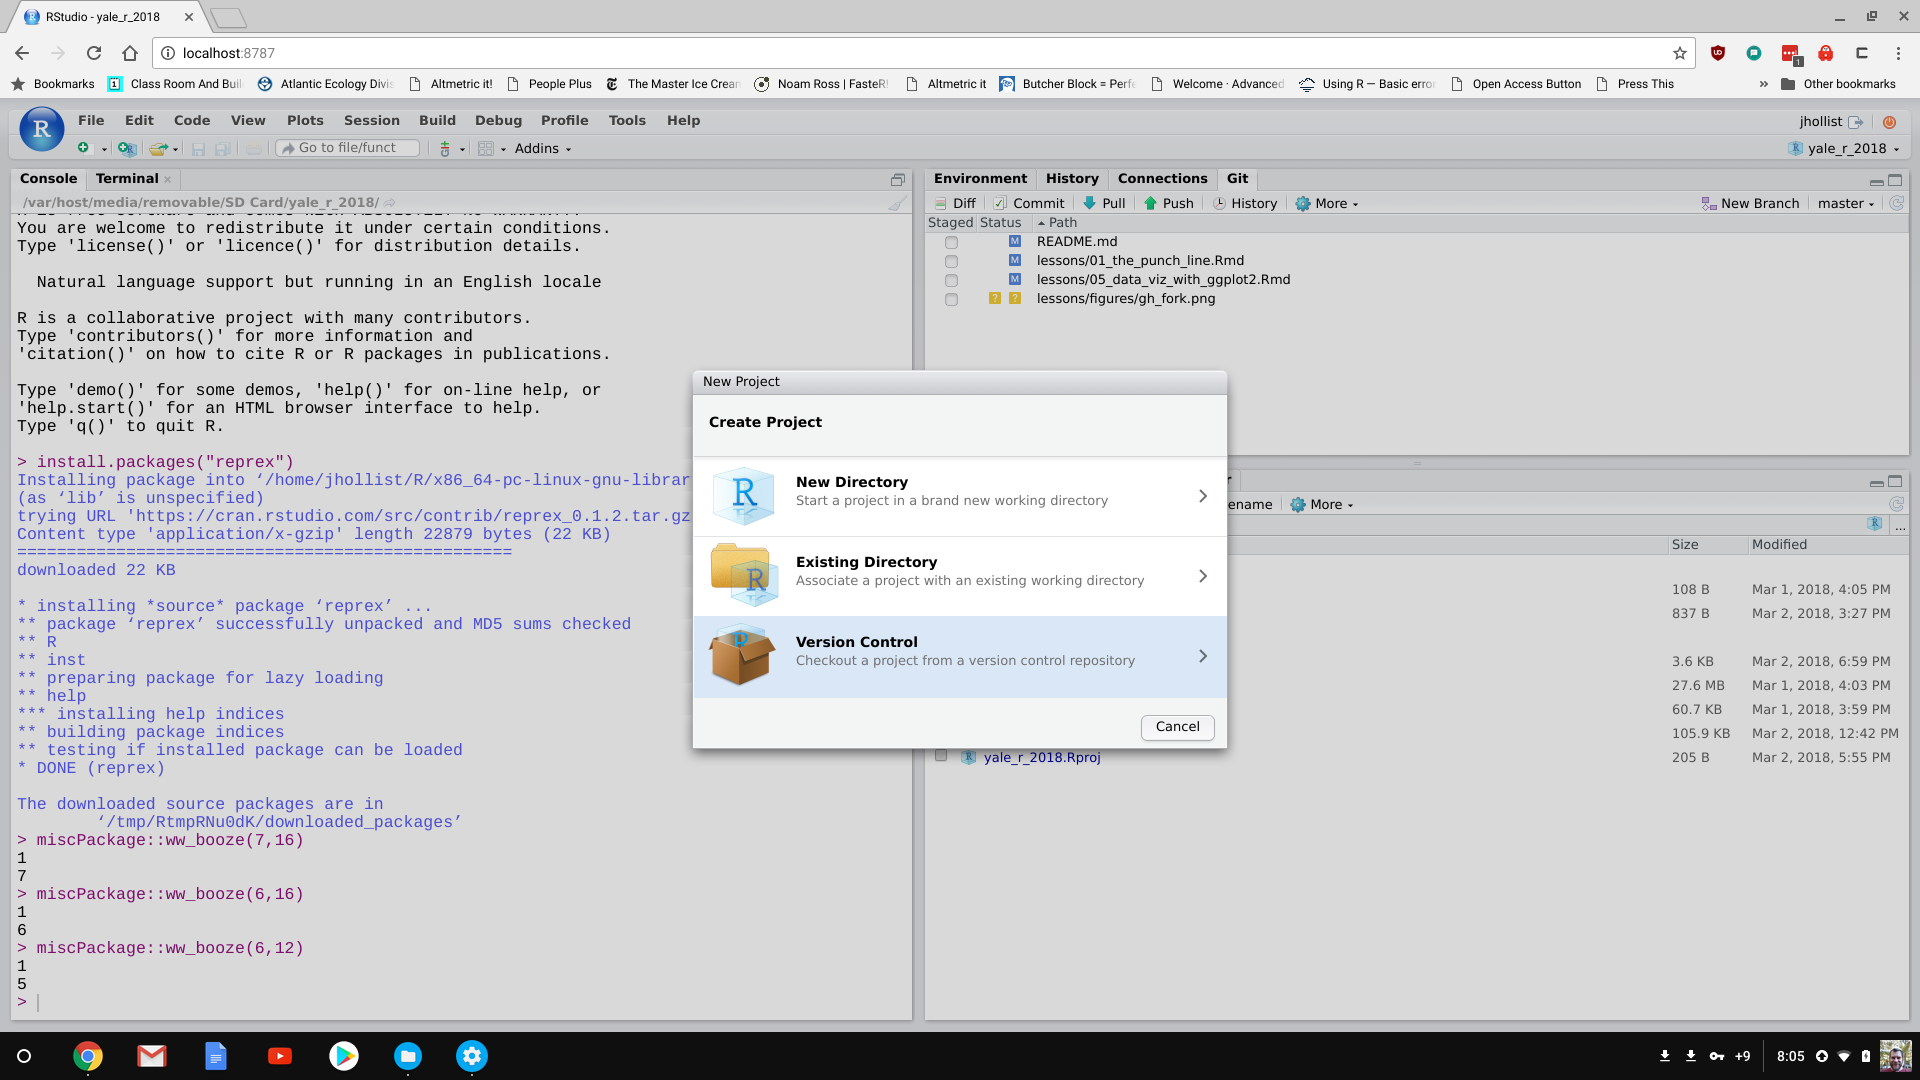 RStudio - yale_r_2018
localhost:8787
Bookmarks
Class Room And Buil
Atlantic Ecology Divis
Altmetric it!
People Plus
The Master Ice Cream
Noam Ross | FasteR!
Altmetric it
Butcher Block = Perfe
Welcome · Advanced
Using R — Basic error
Open Access Button
Press This
» Other bookmarks
File Edit Code View Plots Session Build Debug Profile Tools Help
jhollist
Go to file/funct
Addins
yale_r_2018
Console Terminal
/var/host/media/removable/SD Card/yale_r_2018/
You are welcome to redistribute it under certain conditions.
Type 'license()' or 'licence()' for distribution details.
Natural language support but running in an English locale
R is a collaborative project with many contributors.
Type 'contributors()' for more information and
'citation()' on how to cite R or R packages in publications.
Type 'demo()' for some demos, 'help()' for on-line help, or
'help.start()' for an HTML browser interface to help.
Type 'q()' to quit R.
> install.packages("reprex")
Installing package into ‘/home/jhollist/R/x86_64-pc-linux-gnu-librar
(as ‘lib’ is unspecified)
trying URL 'https://cran.rstudio.com/src/contrib/reprex_0.1.2.tar.gz
Content type 'application/x-gzip' length 22879 bytes (22 KB)
==================================================
downloaded 22 KB
* installing *source* package ‘reprex’ ...
** package ‘reprex’ successfully unpacked and MD5 sums checked
** R
** inst
** preparing package for lazy loading
** help
*** installing help indices
** building package indices
** testing if installed package can be loaded
* DONE (reprex)
The downloaded source packages are in
‘/tmp/RtmpRNu0dK/downloaded_packages’
> miscPackage::ww_booze(7,16)
1
7
> miscPackage::ww_booze(6,16)
1
6
> miscPackage::ww_booze(6,12)
1
5
>
Environment History Connections Git
Diff Commit Pull Push History More
New Branch master
Staged Status Path
M README.md
M lessons/01_the_punch_line.Rmd
M lessons/05_data_viz_with_ggplot2.Rmd
? ? lessons/figures/gh_fork.png
New Project
Create Project
New Directory
Start a project in a brand new working directory
Existing Directory
Associate a project with an existing working directory
Version Control
Checkout a project from a version control repository
Cancel
ename More
...
Size Modified
108 B Mar 1, 2018, 4:05 PM
837 B Mar 2, 2018, 3:27 PM
3.6 KB Mar 2, 2018, 6:59 PM
27.6 MB Mar 1, 2018, 4:03 PM
60.7 KB Mar 1, 2018, 3:59 PM
105.9 KB Mar 2, 2018, 12:42 PM
yale_r_2018.Rproj 205 B Mar 2, 2018, 5:55 PM
+9 8:05